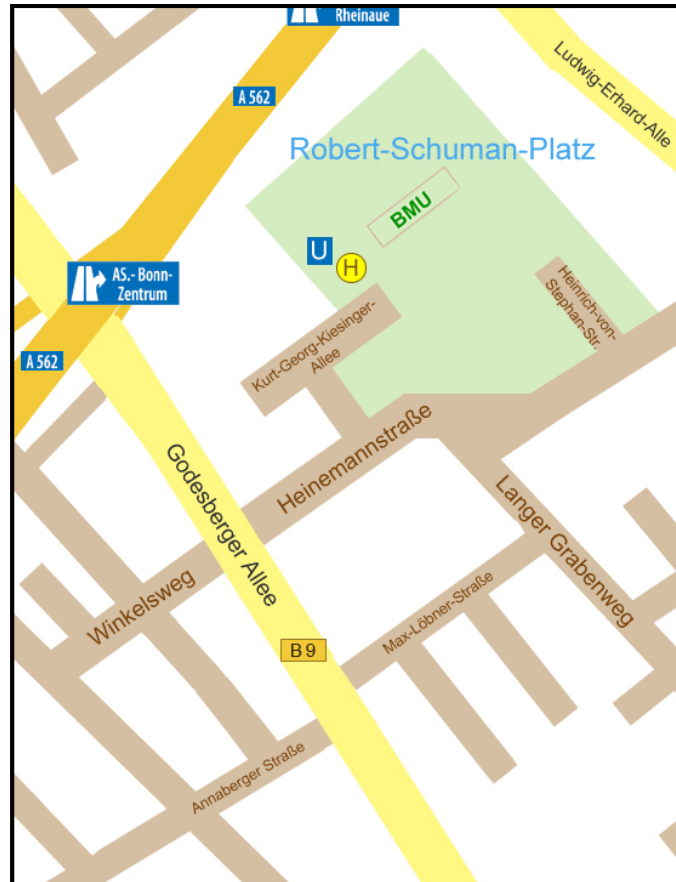 Rheinaue
A 562
Ludwig-Erhard-Alle
Robert-Schuman-Platz
BMU
U
H
AS.- Bonn-
Zentrum
Heinrich-von-
Stephan-Str.
A 562
Kurt-Georg-Kiesinger-
Allee
Heinemannstraße
Godesberger Allee
Langer Grabenweg
Winkelsweg
Max-Löbner-Straße
B 9
Annaberger Straße